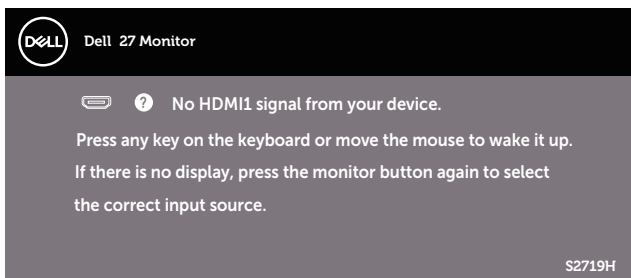 DELL
Dell 27 Monitor
? No HDMI1 signal from your device.
Press any key on the keyboard or move the mouse to wake it up.
If there is no display, press the monitor button again to select
the correct input source.
S2719H